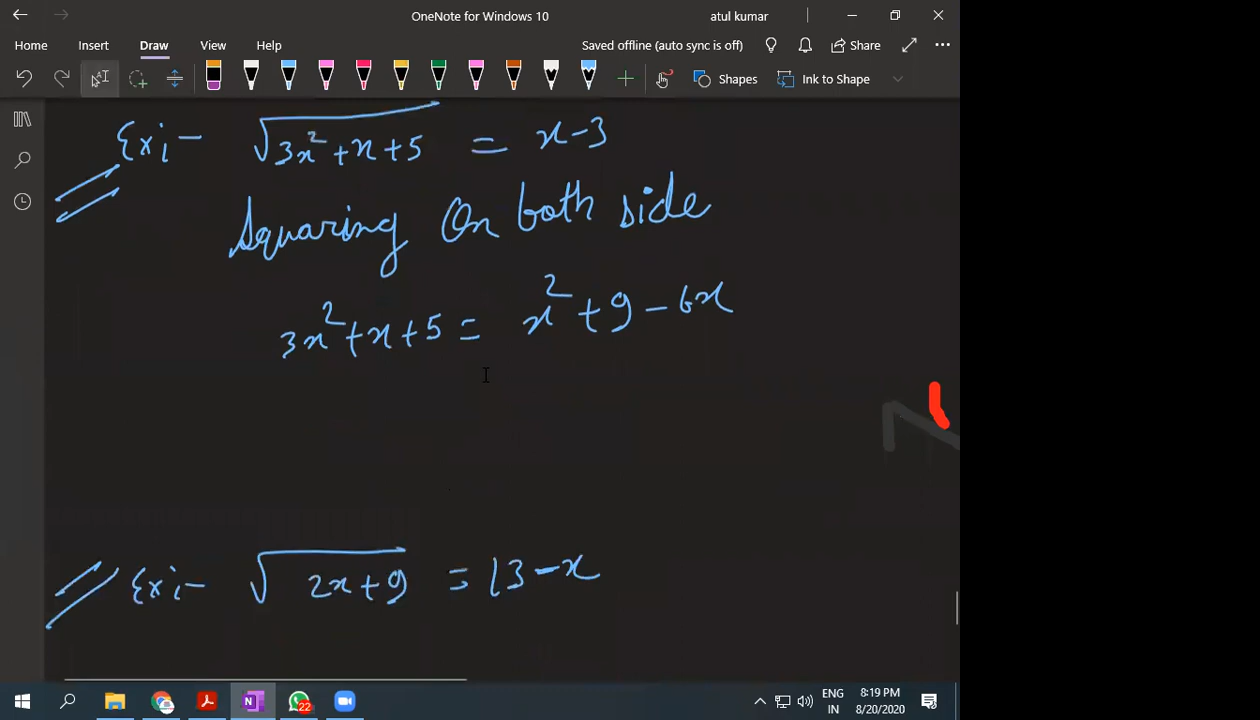 OneNote for Windows 10
atul kumar
Home Insert Draw View Help
Saved offline (auto sync is off)
Share
Shapes
Ink to Shape
Ex:- √(3x²+x+5) = x-3
Squaring On both side
3x²+x+5 = x²+9-6x
Ex:- √(2x+9) = 13-x
22
ENG
IN
8:19 PM
8/20/2020